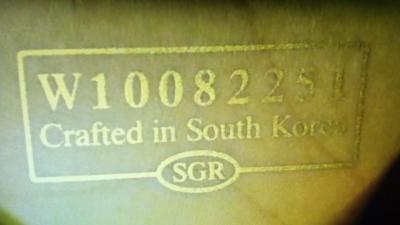 W10082251
Crafted in South Korea
SGR